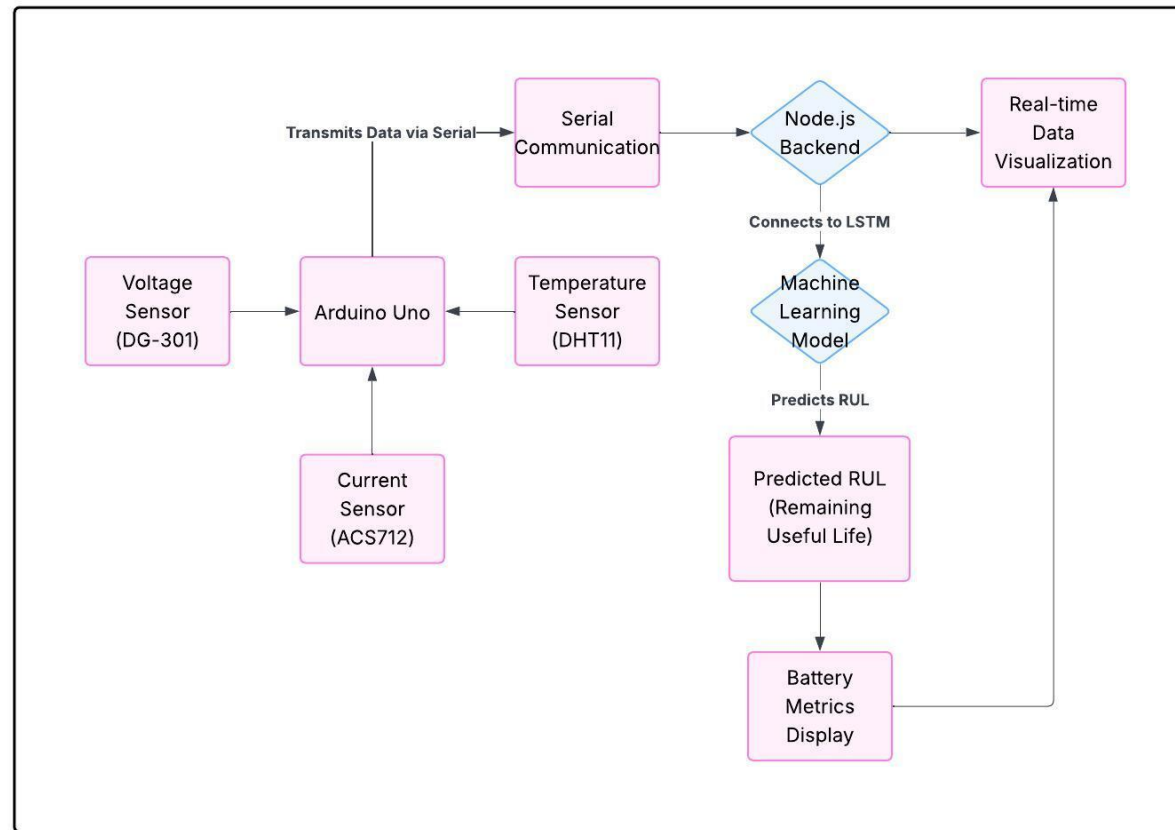 Transmits Data via Serial
Serial
Communication
Node.js
Backend
Real-time
Data
Visualization
Connects to LSTM
Voltage
Sensor
(DG-301)
Arduino Uno
Temperature
Sensor
(DHT11)
Machine
Learning
Model
Predicts RUL
Current
Sensor
(ACS712)
Predicted RUL
(Remaining
Useful Life)
Battery
Metrics
Display